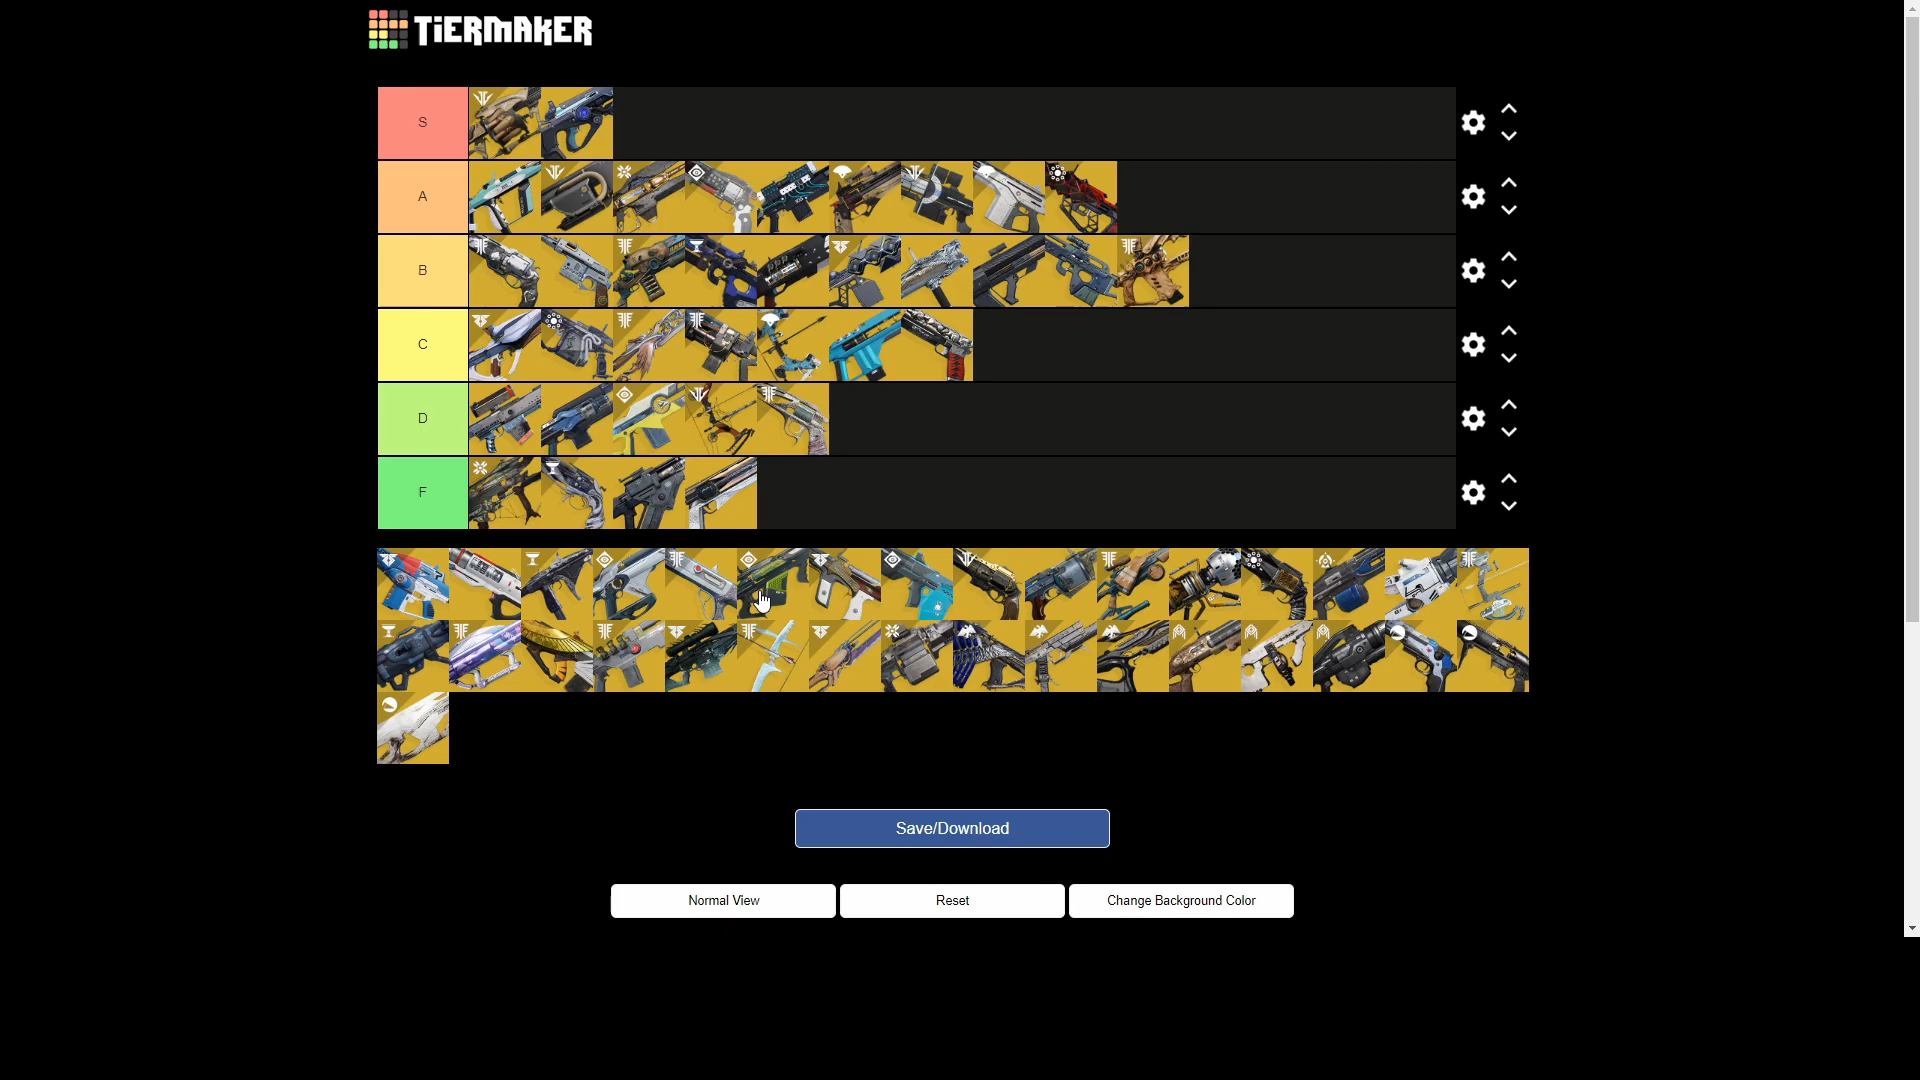 TiERMAKER
S
A
B
C
D
F
Save/Download
Normal View
Reset
Change Background Color